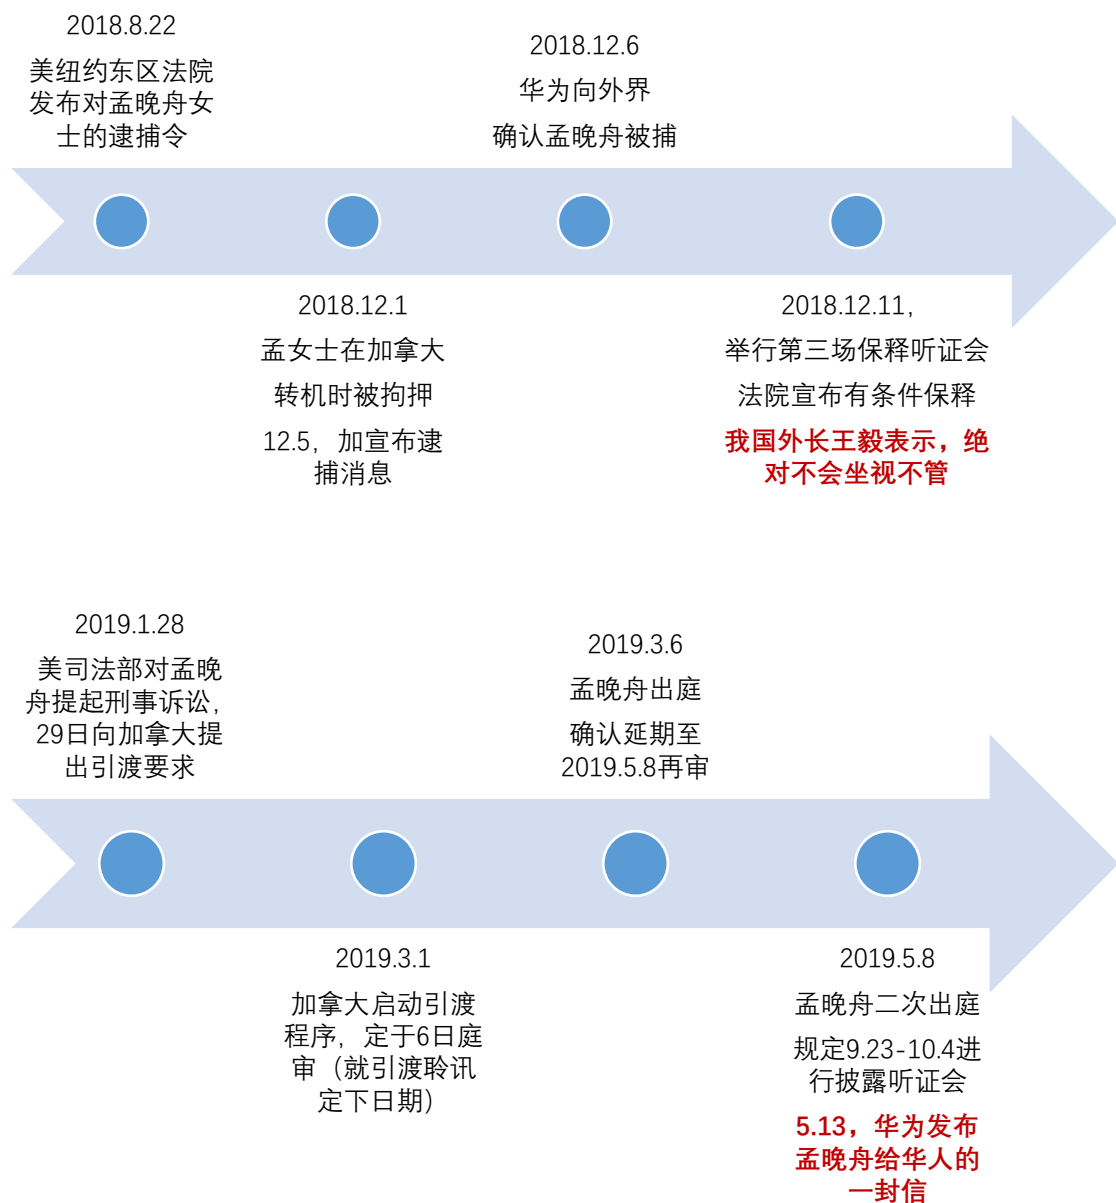 2018.8.22
美纽约东区法院
发布对孟晚舟女
士的逮捕令
2018.12.6
华为向外界
确认孟晚舟被捕
2018.12.1
孟女士在加拿大
转机时被拘押
12.5，加宣布逮
捕消息
2018.12.11，
举行第三场保释听证会
法院宣布有条件保释
我国外长王毅表示，绝
对不会坐视不管
2019.1.28
美司法部对孟晚
舟提起刑事诉讼，
29日向加拿大提
出引渡要求
2019.3.6
孟晚舟出庭
确认延期至
2019.5.8再审
2019.3.1
加拿大启动引渡
程序，定于6日庭
审（就引渡聆讯
定下日期）
2019.5.8
孟晚舟二次出庭
规定9.23-10.4进
行披露听证会
5.13，华为发布
孟晚舟给华人的
一封信